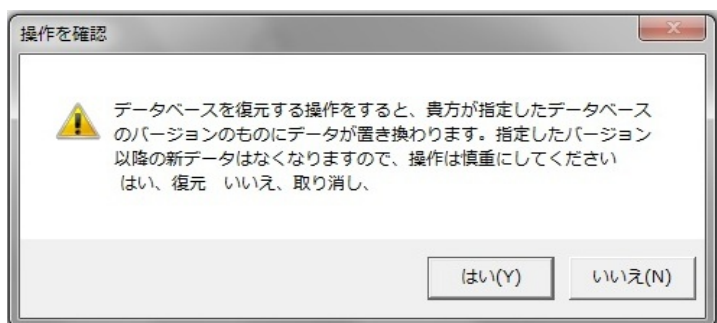 操作を確認
データベースを復元する操作をすると、貴方が指定したデータベース
のバージョンのものにデータが置き換わります。指定したバージョン
以降の新データはなくなりますので、操作は慎重にしてください
はい、復元　いいえ、取り消し、
はい(Y)　いいえ(N)